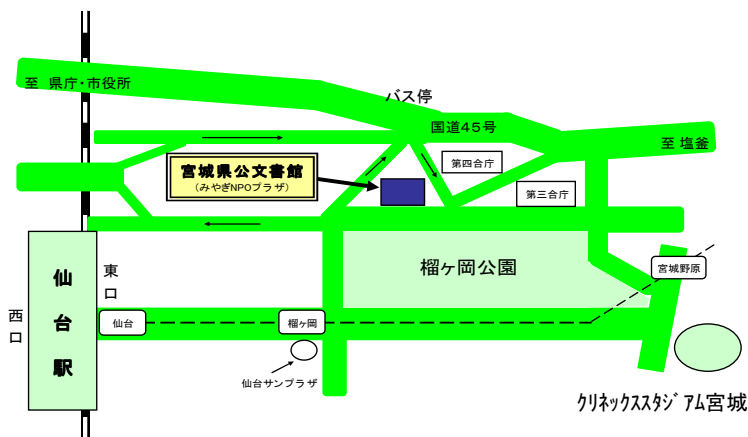 至 県庁・市役所
バス停
国道45号
至 塩釜
宮城県公文書館
(みやぎNPOプラザ)
第四合庁
第三合庁
榴ヶ岡公園
宮城野原
仙台駅
東口
西口
仙台
榴ヶ岡
仙台サンプラザ
クリネックススタジアム宮城